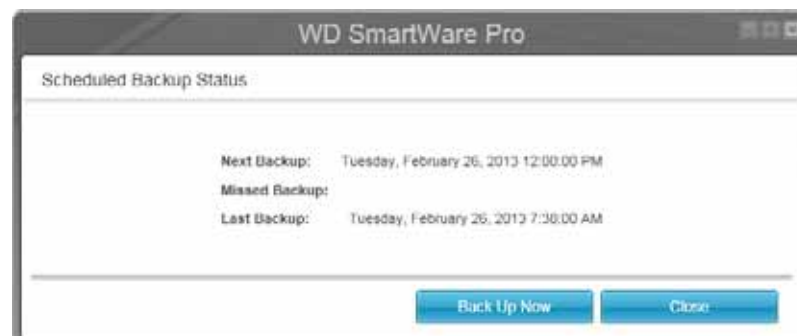 WD SmartWare Pro
Scheduled Backup Status
Next Backup: Tuesday, February 26, 2013 12:00:00 PM
Missed Backup:
Last Backup: Tuesday, February 26, 2013 7:38:00 AM
Back Up Now Close